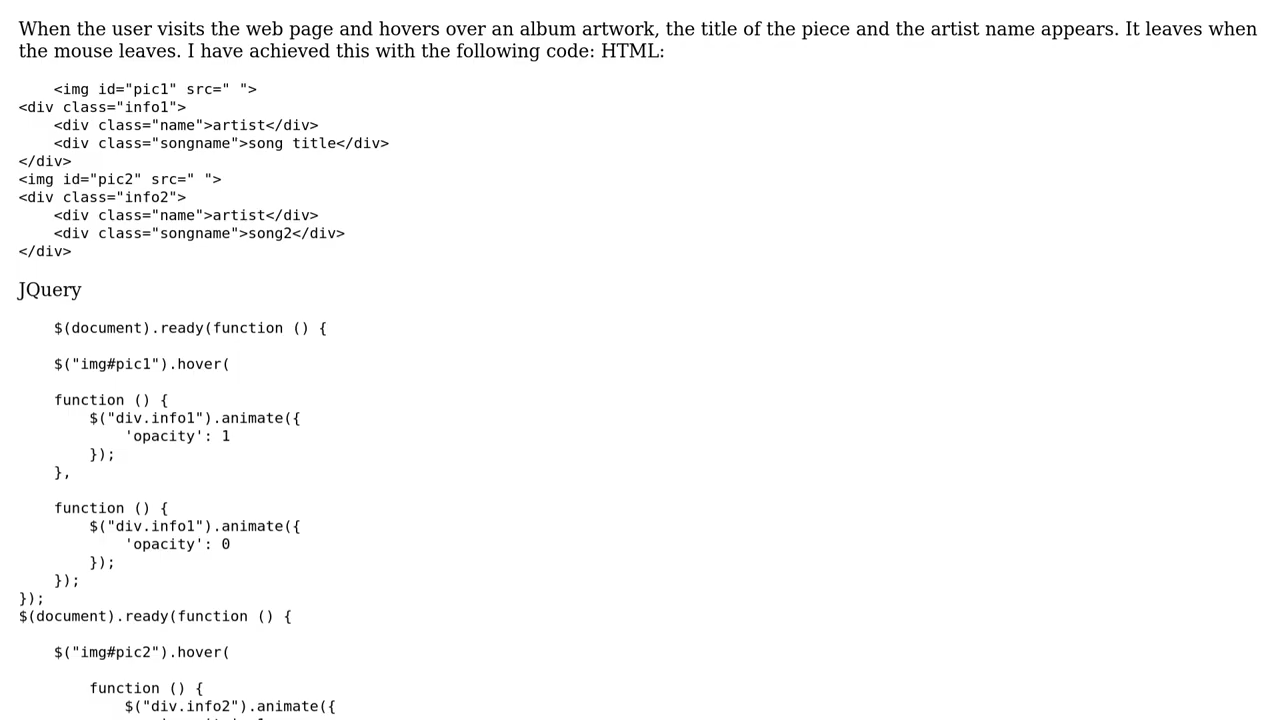 When the user visits the web page and hovers over an album artwork, the title of the piece and the artist name appears. It leaves when
the mouse leaves. I have achieved this with the following code: HTML:
    <img id="pic1" src=" ">
<div class="info1">
    <div class="name">artist</div>
    <div class="songname">song title</div>
</div>
<img id="pic2" src=" ">
<div class="info2">
    <div class="name">artist</div>
    <div class="songname">song2</div>
</div>
JQuery
    $(document).ready(function () {
    $("img#pic1").hover(
    function () {
        $("div.info1").animate({
            'opacity': 1
        });
    },
    function () {
        $("div.info1").animate({
            'opacity': 0
        });
    });
});
$(document).ready(function () {
    $("img#pic2").hover(
        function () {
            $("div.info2").animate({